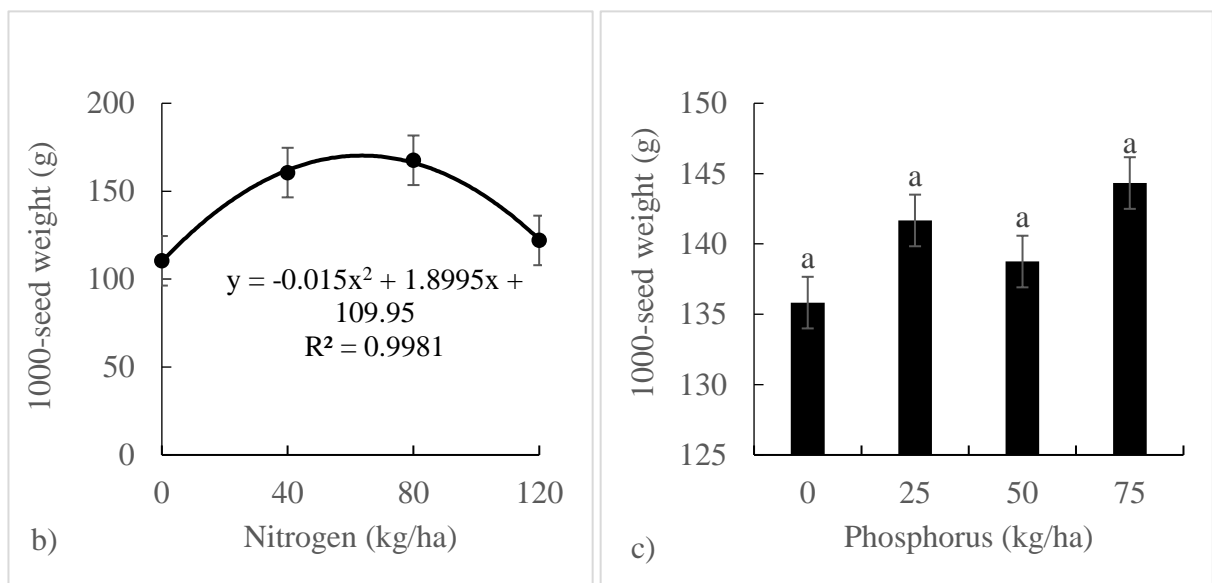 200
150
100
50
0
1000-seed weight (g)
y = -0.015x² + 1.8995x +
109.95
R² = 0.9981
0 40 80 120
Nitrogen (kg/ha)
b)
150
145
140
135
130
125
1000-seed weight (g)
a
a
a
a
0 25 50 75
Phosphorus (kg/ha)
c)